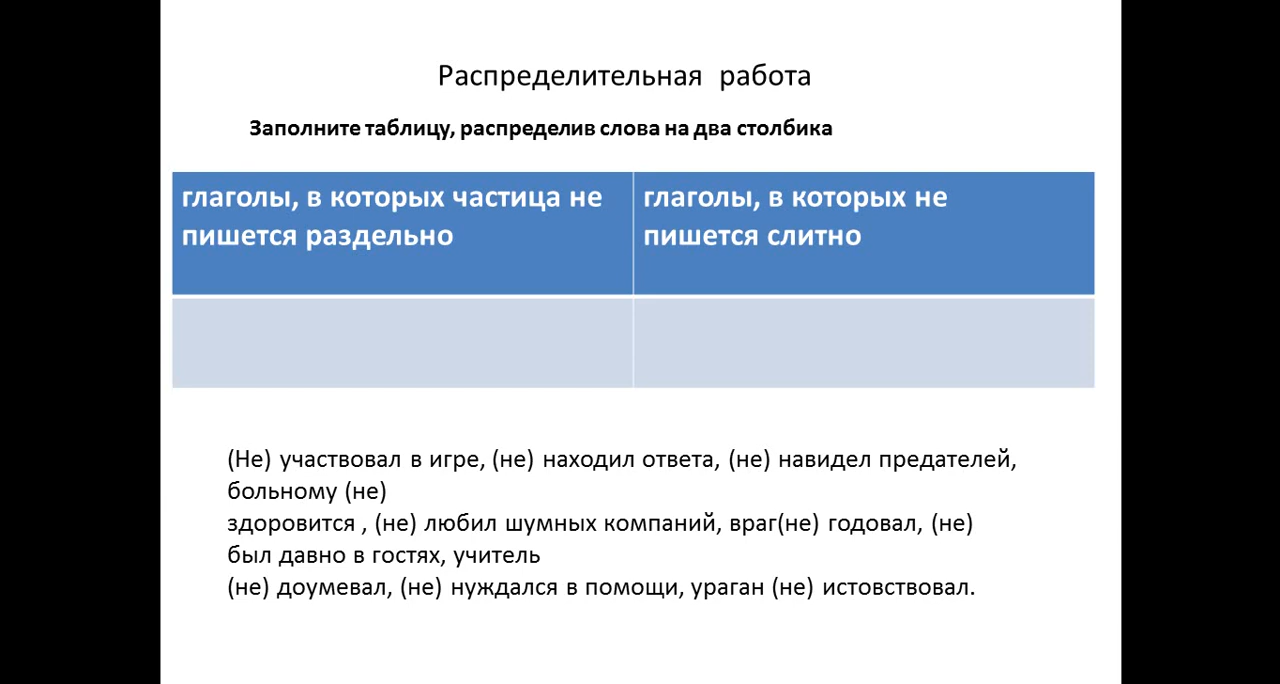 Распределительная работа
Заполните таблицу, распределив слова на два столбика
глаголы, в которых частица не
пишется раздельно
глаголы, в которых не
пишется слитно
(Не) участвовал в игре, (не) находил ответа, (не) навидел предателей,
больному (не)
здоровится , (не) любил шумных компаний, враг(не) годовал, (не)
был давно в гостях, учитель
(не) доумевал, (не) нуждался в помощи, ураган (не) истовствовал.